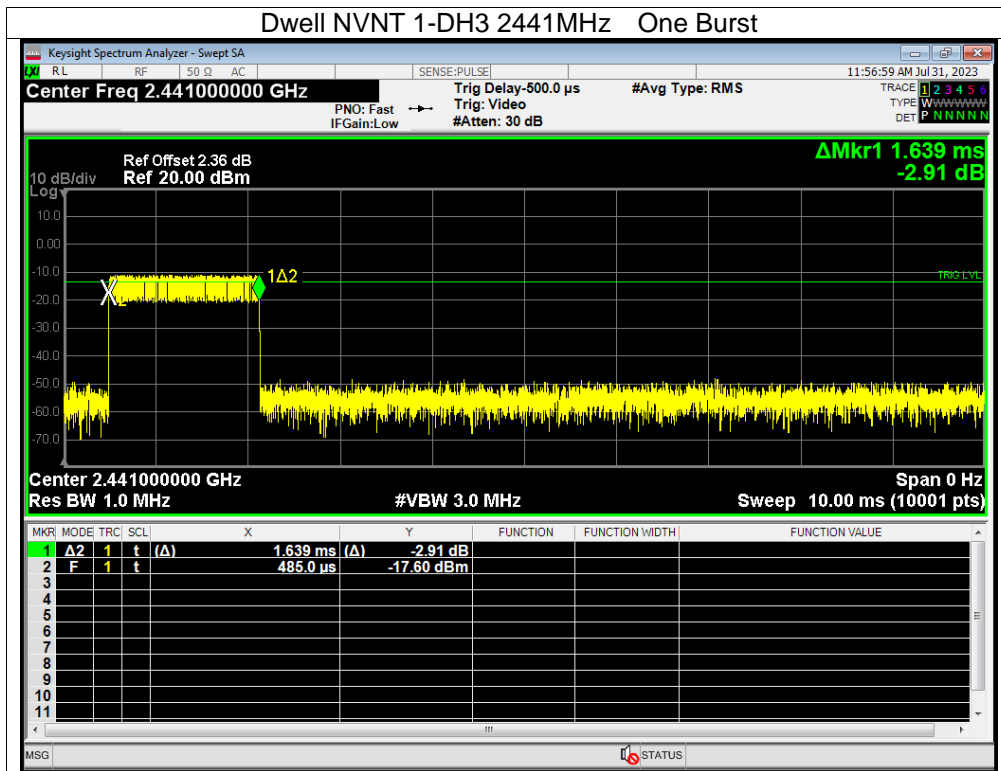 Dwell NVNT 1-DH3 2441MHz One Burst
Keysight Spectrum Analyzer - Swept SA
LXI RL RF 50 Ω AC SENSE:PULSE 11:56:59 AM Jul 31, 2023
Center Freq 2.441000000 GHz
PNO: Fast
IFGain:Low
Trig Delay-500.0 µs
Trig: Video
#Atten: 30 dB
#Avg Type: RMS
TRACE 1 2 3 4 5 6
TYPE WWWWWW
DET P N N N N N
ΔMkr1 1.639 ms
-2.91 dB
Ref Offset 2.36 dB
10 dB/div Ref 20.00 dBm
Log
10.0
0.00
-10.0
1Δ2
TRIG LVL
-20.0
2
-30.0
-40.0
-50.0
-60.0
-70.0
Center 2.441000000 GHz Span 0 Hz
Res BW 1.0 MHz #VBW 3.0 MHz Sweep 10.00 ms (10001 pts)
MKR MODE TRC SCL X Y FUNCTION FUNCTION WIDTH FUNCTION VALUE
1 Δ2 1 t (Δ) 1.639 ms (Δ) -2.91 dB
2 F 1 t 485.0 µs -17.60 dBm
3
4
5
6
7
8
9
10
11
MSG STATUS